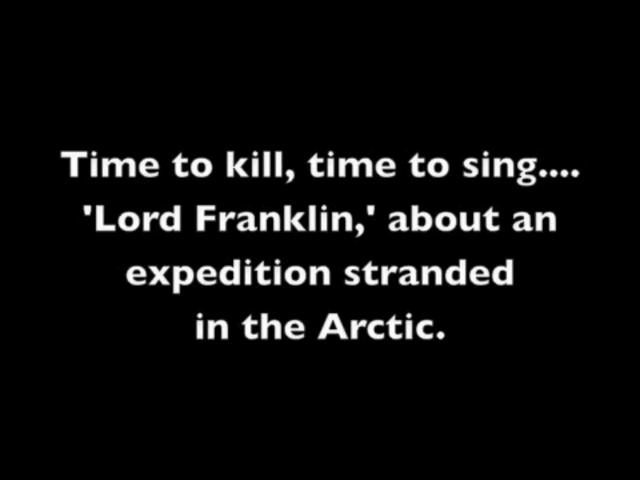 Time to kill, time to sing....
'Lord Franklin,' about an
expedition stranded
in the Arctic.